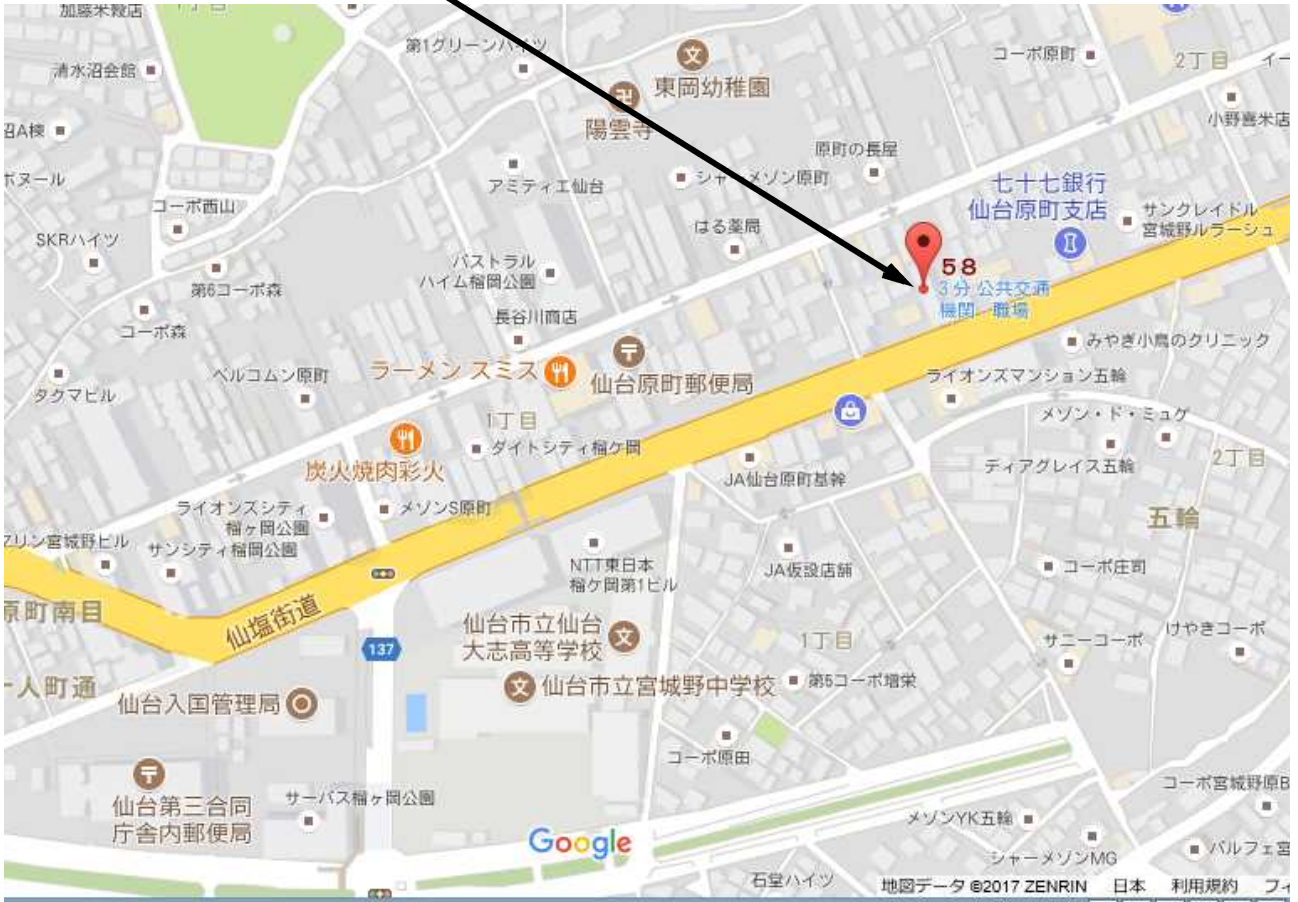 加藤米穀店
丁目
第1グリーンハイツ
清水沼会館
東岡幼稚園
コーポ原町
2丁目
イー
沼A棟
陽雲寺
小野喜米店
原町の長屋
ボヌール
アミティエ仙台
シャーメゾン原町
七十七銀行
仙台原町支店
コーポ西山
はる薬局
サンクレイドル
宮城野ルラーシュ
SKRハイツ
パストラル
ハイム榴岡公園
第6コーポ森
58
3分 公共交通
機関 職場
コーポ森
長谷川商店
みやぎ小鳥のクリニック
タクマビル
ベルコムン原町
ラーメン スミス
仙台原町郵便局
ライオンズマンション五輪
1丁目
メゾン・ド・ミュゲ
炭火焼肉彩火
ダイトシティ榴ケ岡
JA仙台原町基幹
ディアグレイス五輪
2丁目
ライオンズシティ
榴ヶ岡公園
メゾンS原町
五輪
マリン宮城野ビル
サンシティ榴岡公園
NTT東日本
榴ケ岡第1ビル
JA仮設店舗
コーポ庄司
原町南目
仙塩街道
仙台市立仙台
大志高等学校
1丁目
サニーコーポ
けやきコーポ
137
人町通
仙台入国管理局
仙台市立宮城野中学校
第5コーポ増栄
コーポ原田
仙台第三合同
庁舎内郵便局
サーパス榴ヶ岡公園
コーポ宮城野原B
メゾンYK五輪
Google
シャーメゾンMG
パルフェ宮
石堂ハイツ
地図データ ©2017 ZENRIN
日本
利用規約
フィ